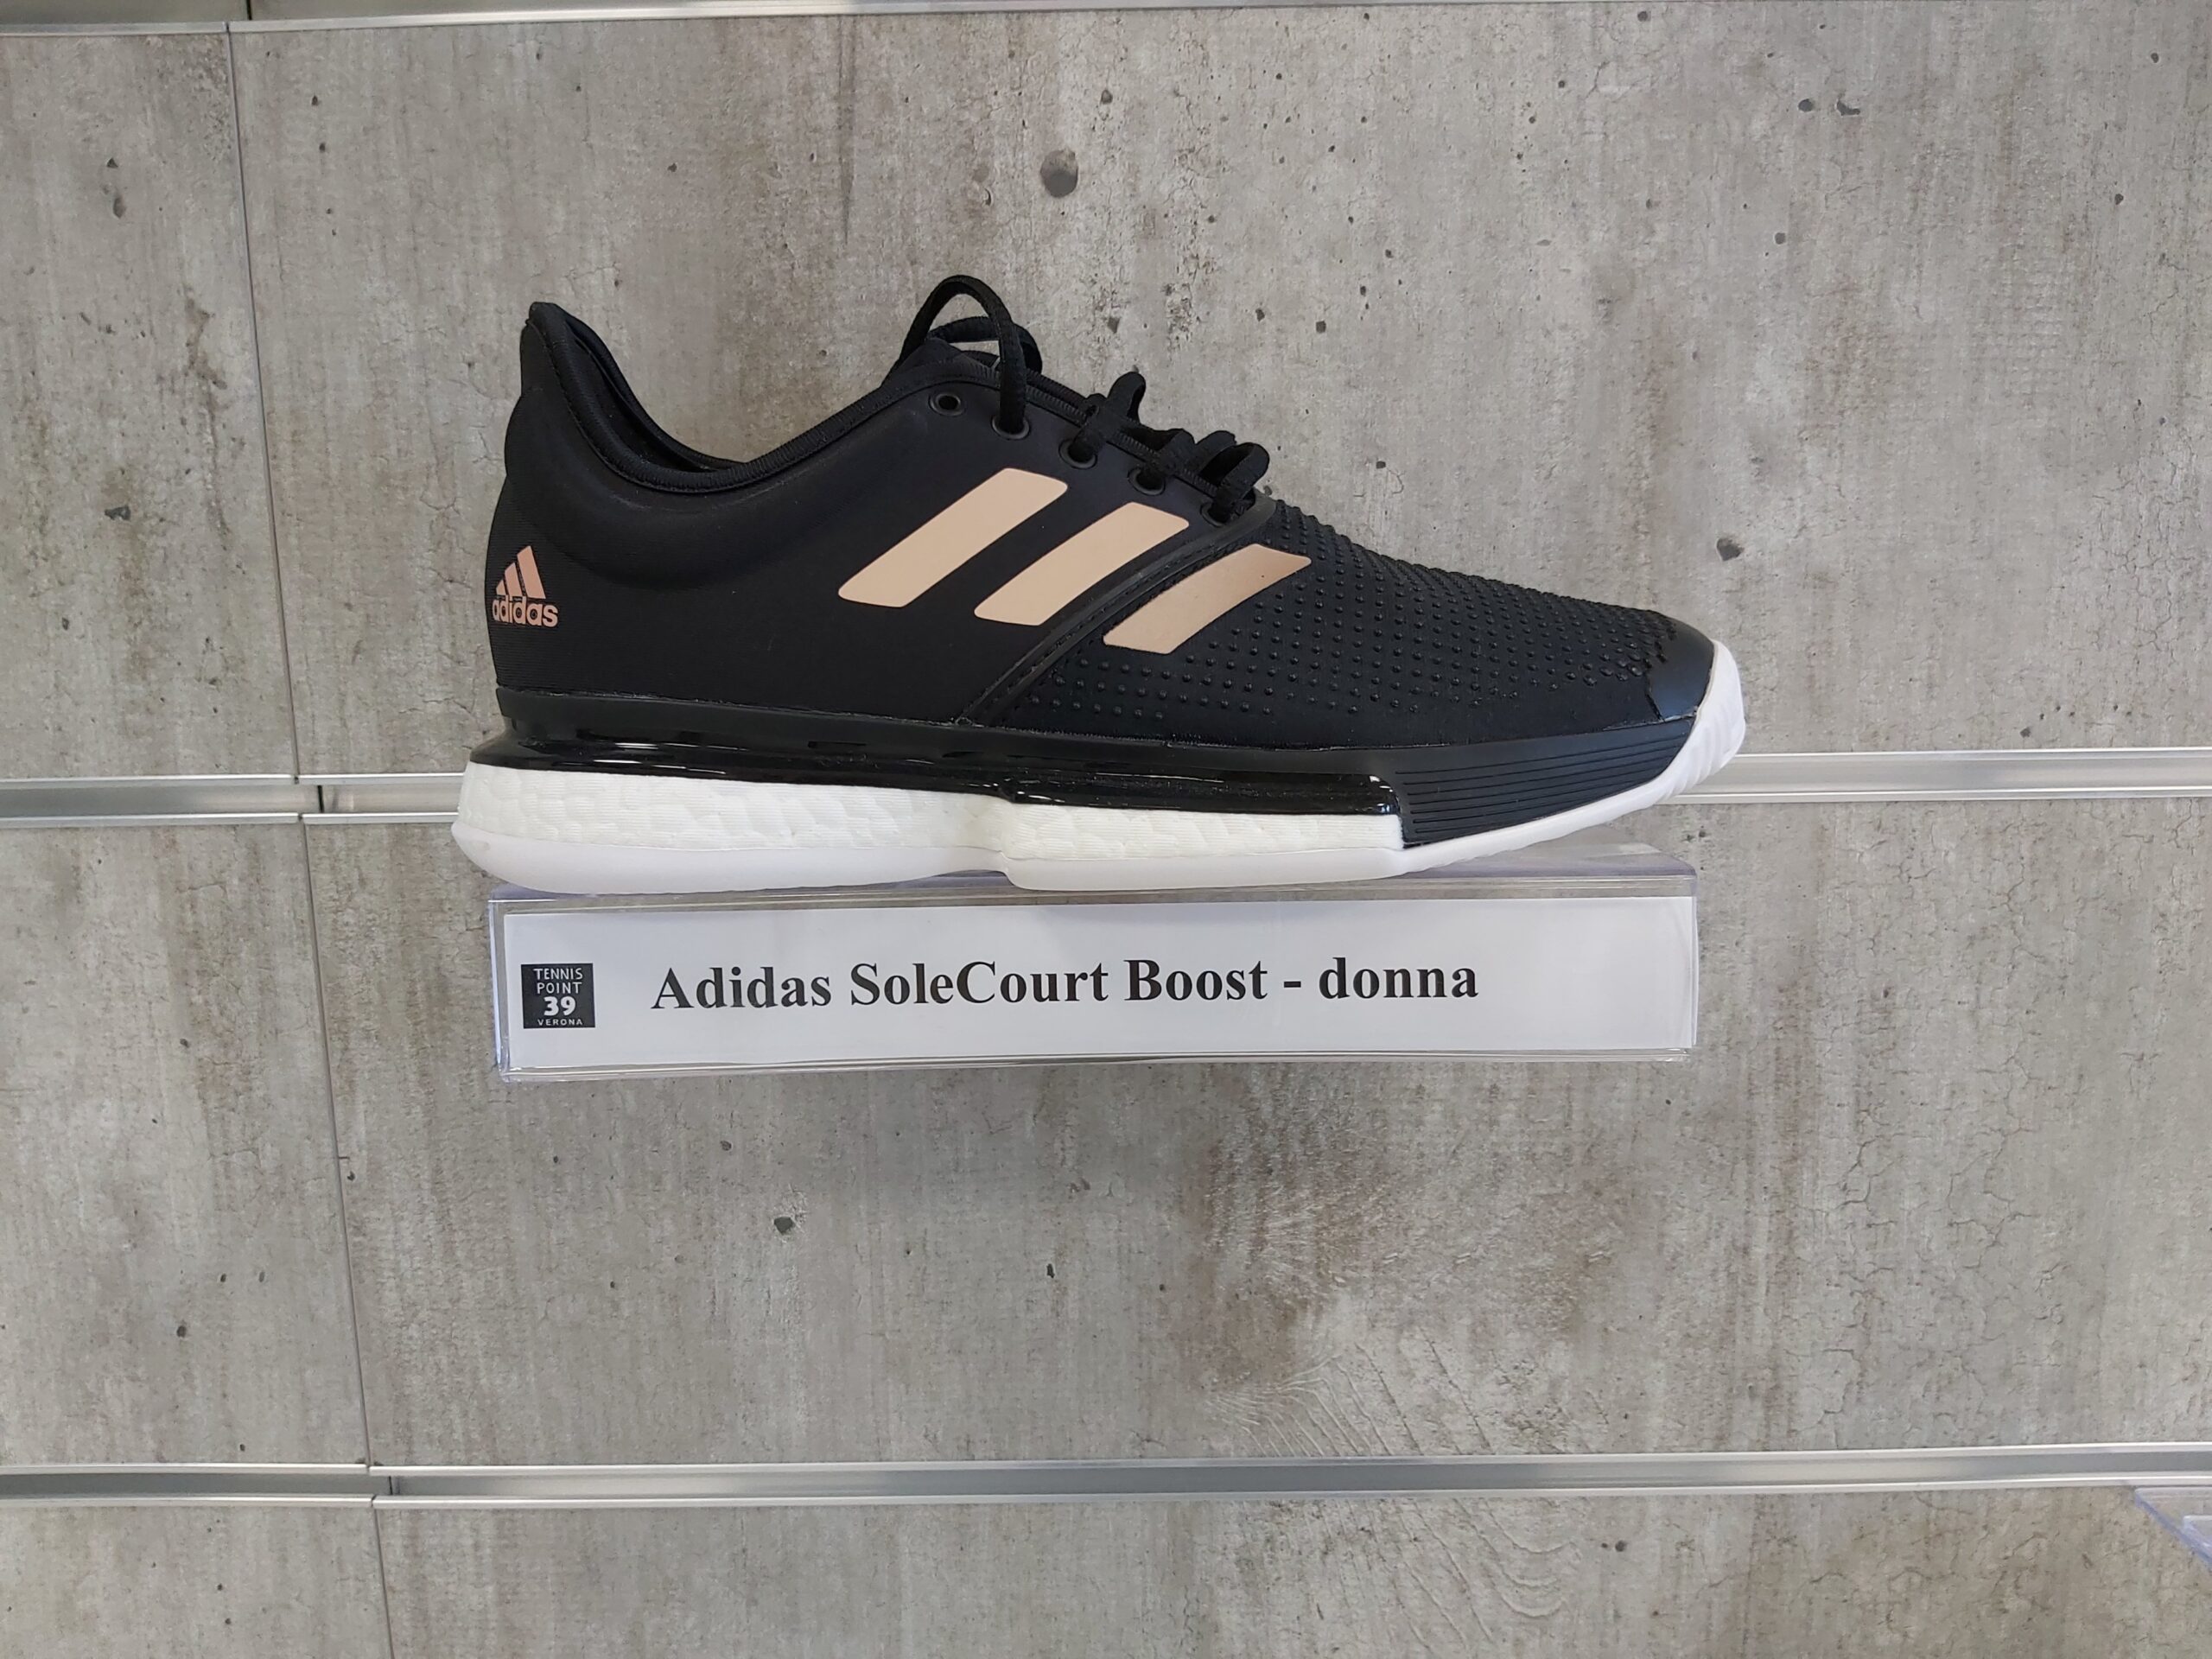 adidas
TENNIS
POINT
39
VERONA
Adidas SoleCourt Boost - donna